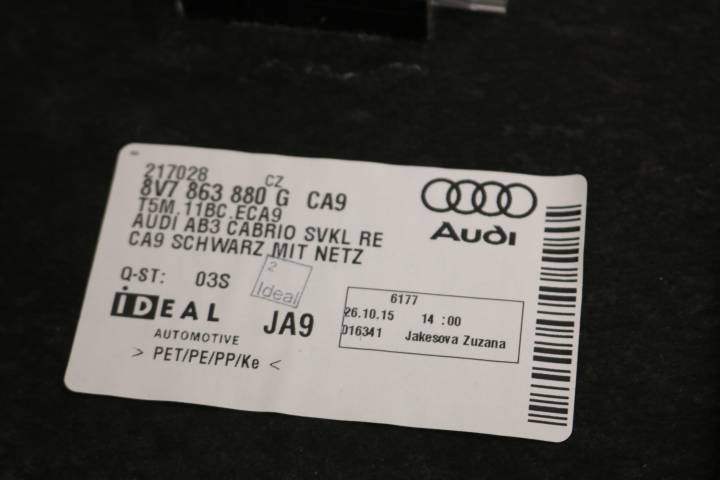 217028 CZ
8V7 863 880 G CA9
T5M.11BC.ECA9
AUDI AB3 CABRIO SVKL RE
CA9 SCHWARZ MIT NETZ
Audi
Q-ST: 03S
2
Ideal
IDEAL
AUTOMOTIVE
JA9
> PET/PE/PP/Ke <
6177
26.10.15 14 :00
016341 Jakesova Zuzana